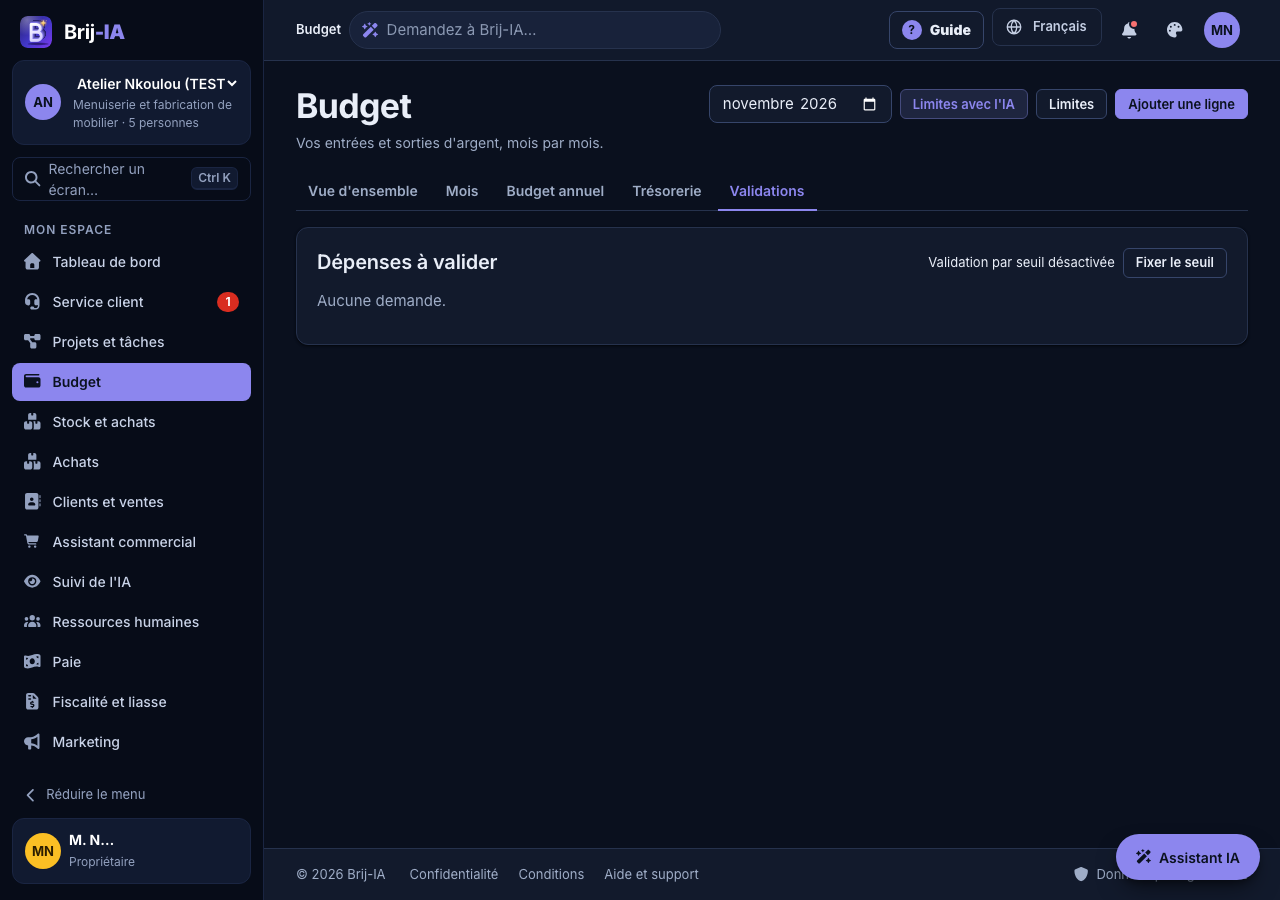 Brij-IA
AN
Atelier Nkoulou (TEST
Menuiserie et fabrication de
mobilier · 5 personnes
Rechercher un
écran...
Ctrl K
MON ESPACE
Tableau de bord
Service client
1
Projets et tâches
Budget
Stock et achats
Achats
Clients et ventes
Assistant commercial
Suivi de l'IA
Ressources humaines
Paie
Fiscalité et liasse
Marketing
Réduire le menu
MN
M. N...
Propriétaire
Budget
Demandez à Brij-IA...
? Guide
Français
MN
Budget
Vos entrées et sorties d'argent, mois par mois.
novembre 2026
Limites avec l'IA
Limites
Ajouter une ligne
Vue d'ensemble
Mois
Budget annuel
Trésorerie
Validations
Dépenses à valider
Validation par seuil désactivée
Fixer le seuil
Aucune demande.
© 2026 Brij-IA
Confidentialité
Conditions
Aide et support
Assistant IA